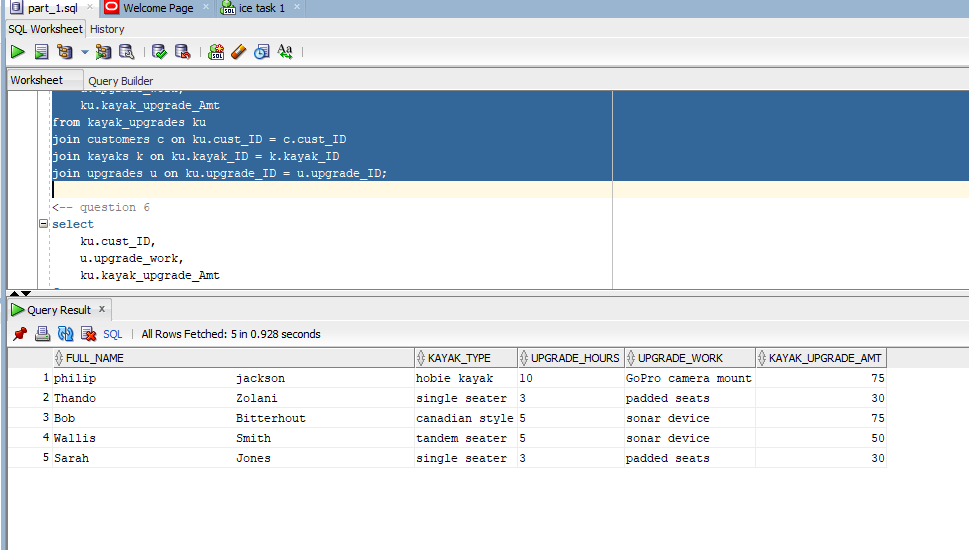 part_1.sql × Welcome Page × ice task 1 ×
SQL Worksheet History
Worksheet Query Builder
u.upgrade_work,
ku.kayak_upgrade_Amt
from kayak_upgrades ku
join customers c on ku.cust_ID = c.cust_ID
join kayaks k on ku.kayak_ID = k.kayak_ID
join upgrades u on ku.upgrade_ID = u.upgrade_ID;
<-- question 6
select
ku.cust_ID,
u.upgrade_work,
ku.kayak_upgrade_Amt
Query Result ×
SQL | All Rows Fetched: 5 in 0.928 seconds
FULL_NAME KAYAK_TYPE UPGRADE_HOURS UPGRADE_WORK KAYAK_UPGRADE_AMT
1 philip jackson hobie kayak 10 GoPro camera mount 75
2 Thando Zolani single seater 3 padded seats 30
3 Bob Bitterhout canadian style 5 sonar device 75
4 Wallis Smith tandem seater 5 sonar device 50
5 Sarah Jones single seater 3 padded seats 30